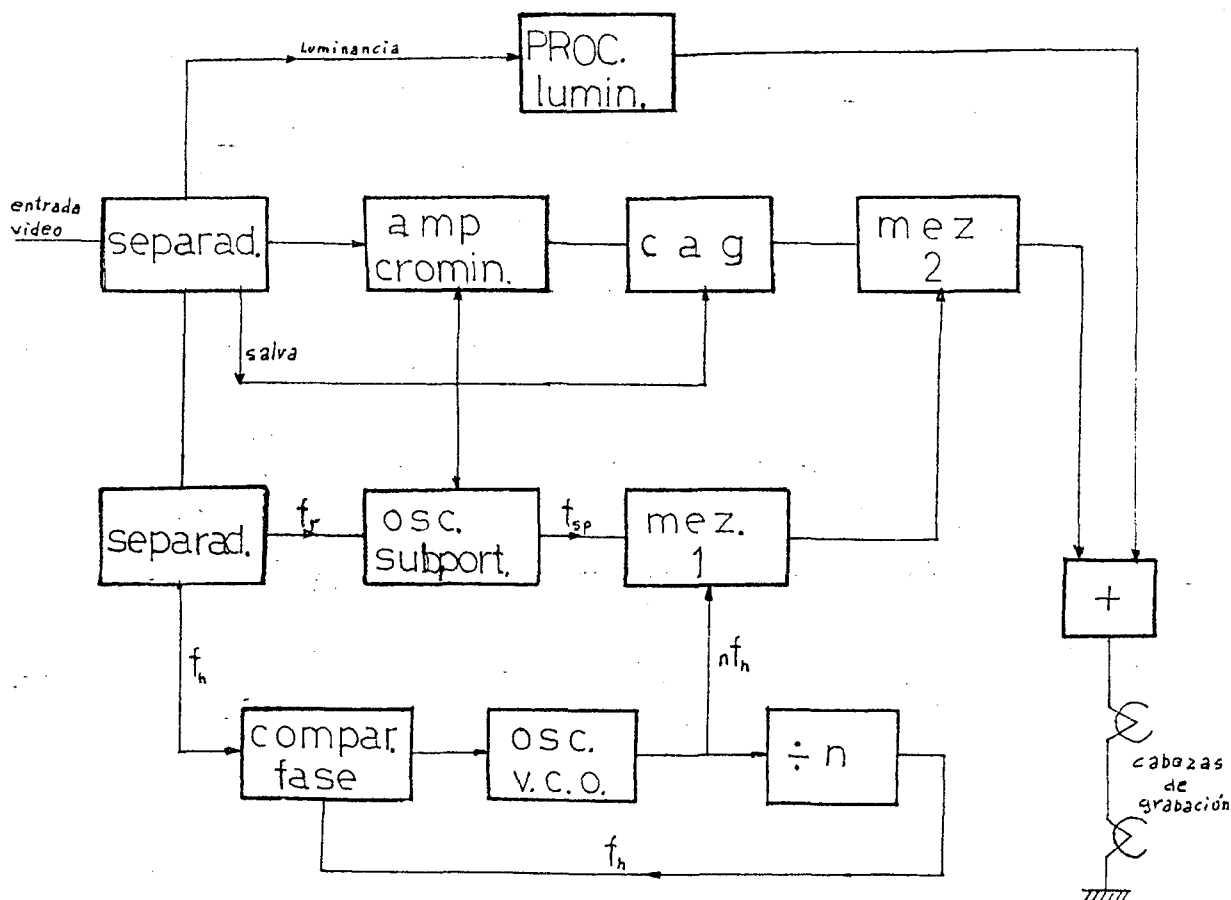 Luminancia
PROC.
lumin.
entrada
video
separad.
amp
cromin.
c a g
mez
2
salva
separad.
fr
osc.
subport.
fsp
mez.
1
+
fh
nfh
compar.
fase
osc.
v.c.o.
÷n
cabezas
de
grabación
fh